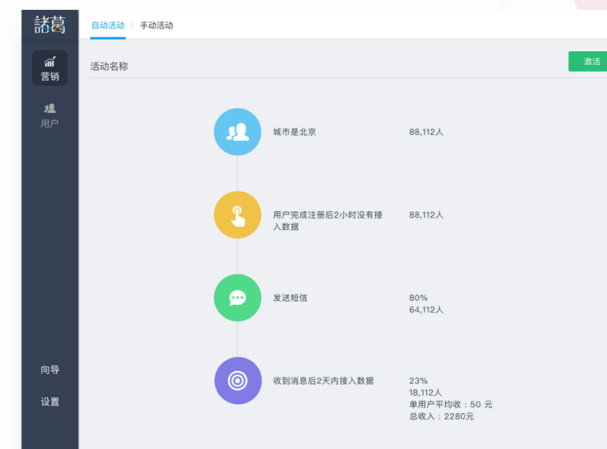 諸葛
自动活动
手动活动
营销
活动名称
激活
用户
城市是北京
88,112人
用户完成注册后2小时没有接
入数据
88,112人
发送短信
80%
64,112人
向导
收到消息后2天内接入数据
23%
18,112人
单用户平均收：50 元
总收入：2280元
设置